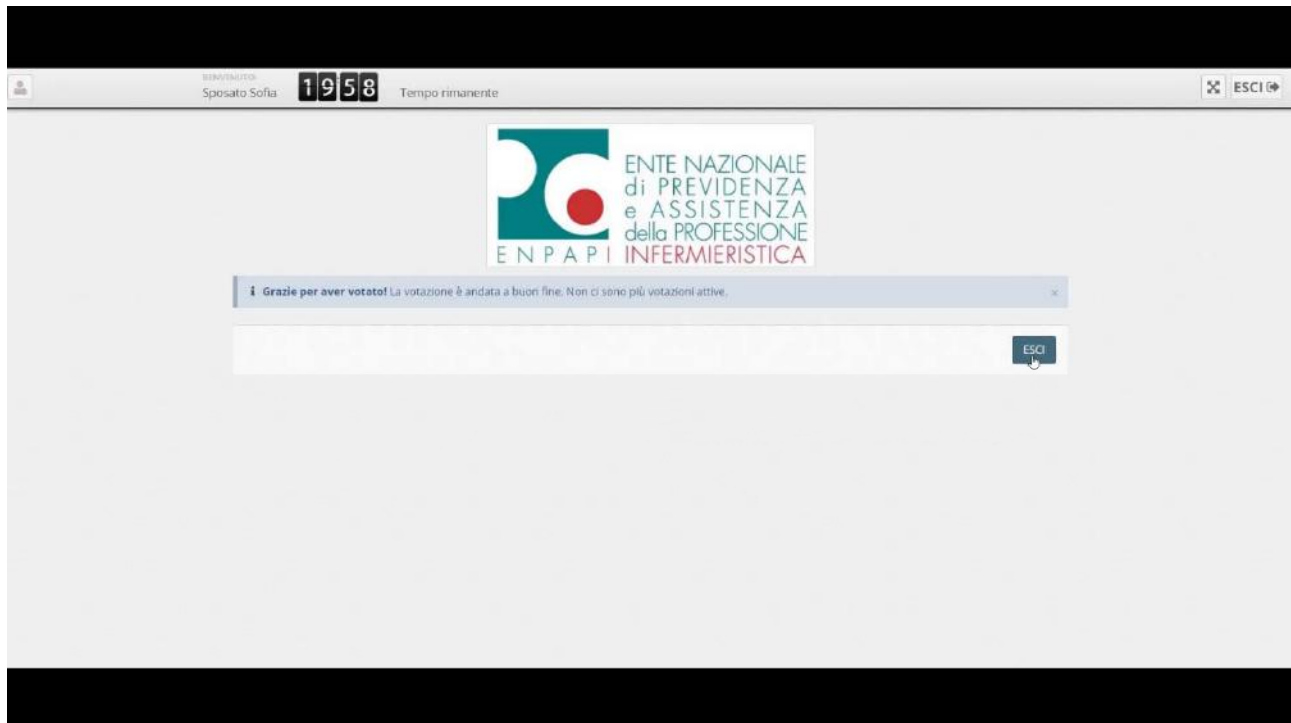 BENVENUTO!
Sposato Sofia
1958
Tempo rimanente
ESCI
ENTE NAZIONALE
di PREVIDENZA
e ASSISTENZA
della PROFESSIONE
ENPAPI INFERMIERISTICA
i Grazie per aver votato! La votazione è andata a buon fine. Non ci sono più votazioni attive. ×
ESCI